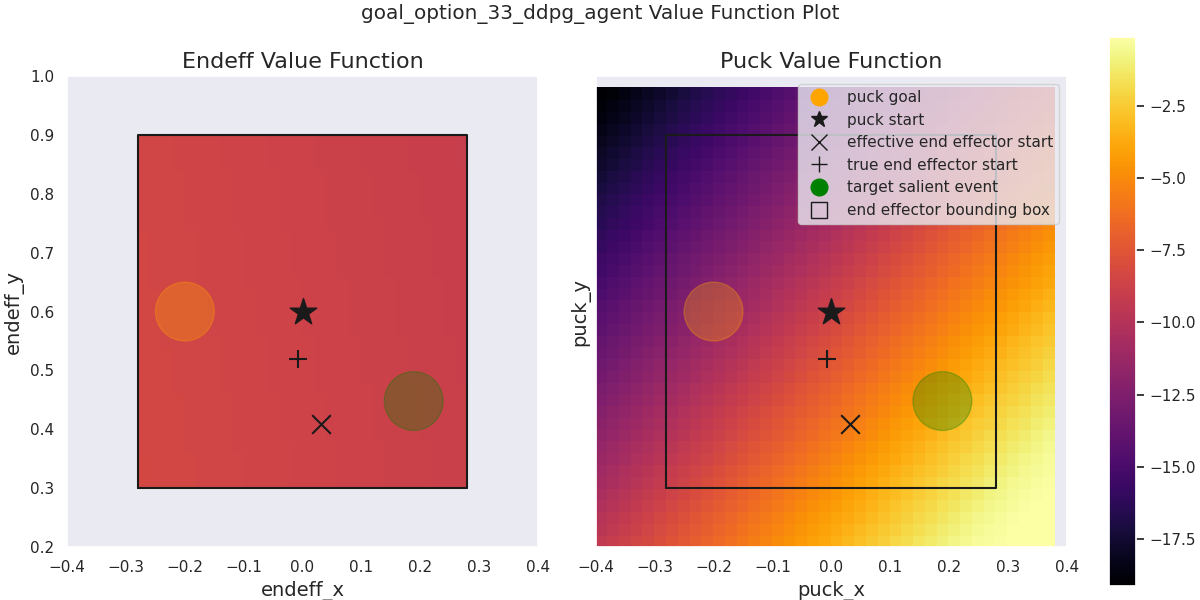 goal_option_33_ddpg_agent Value Function Plot
Endeff Value Function
1.0
0.9
0.8
0.7
0.6
0.5
0.4
0.3
0.2
endeff_y
−0.4 −0.3 −0.2 −0.1 0.0 0.1 0.2 0.3 0.4
endeff_x
Puck Value Function
puck goal
puck start
effective end effector start
true end effector start
target salient event
end effector bounding box
puck_y
−0.4 −0.3 −0.2 −0.1 0.0 0.1 0.2 0.3 0.4
puck_x
−2.5
−5.0
−7.5
−10.0
−12.5
−15.0
−17.5